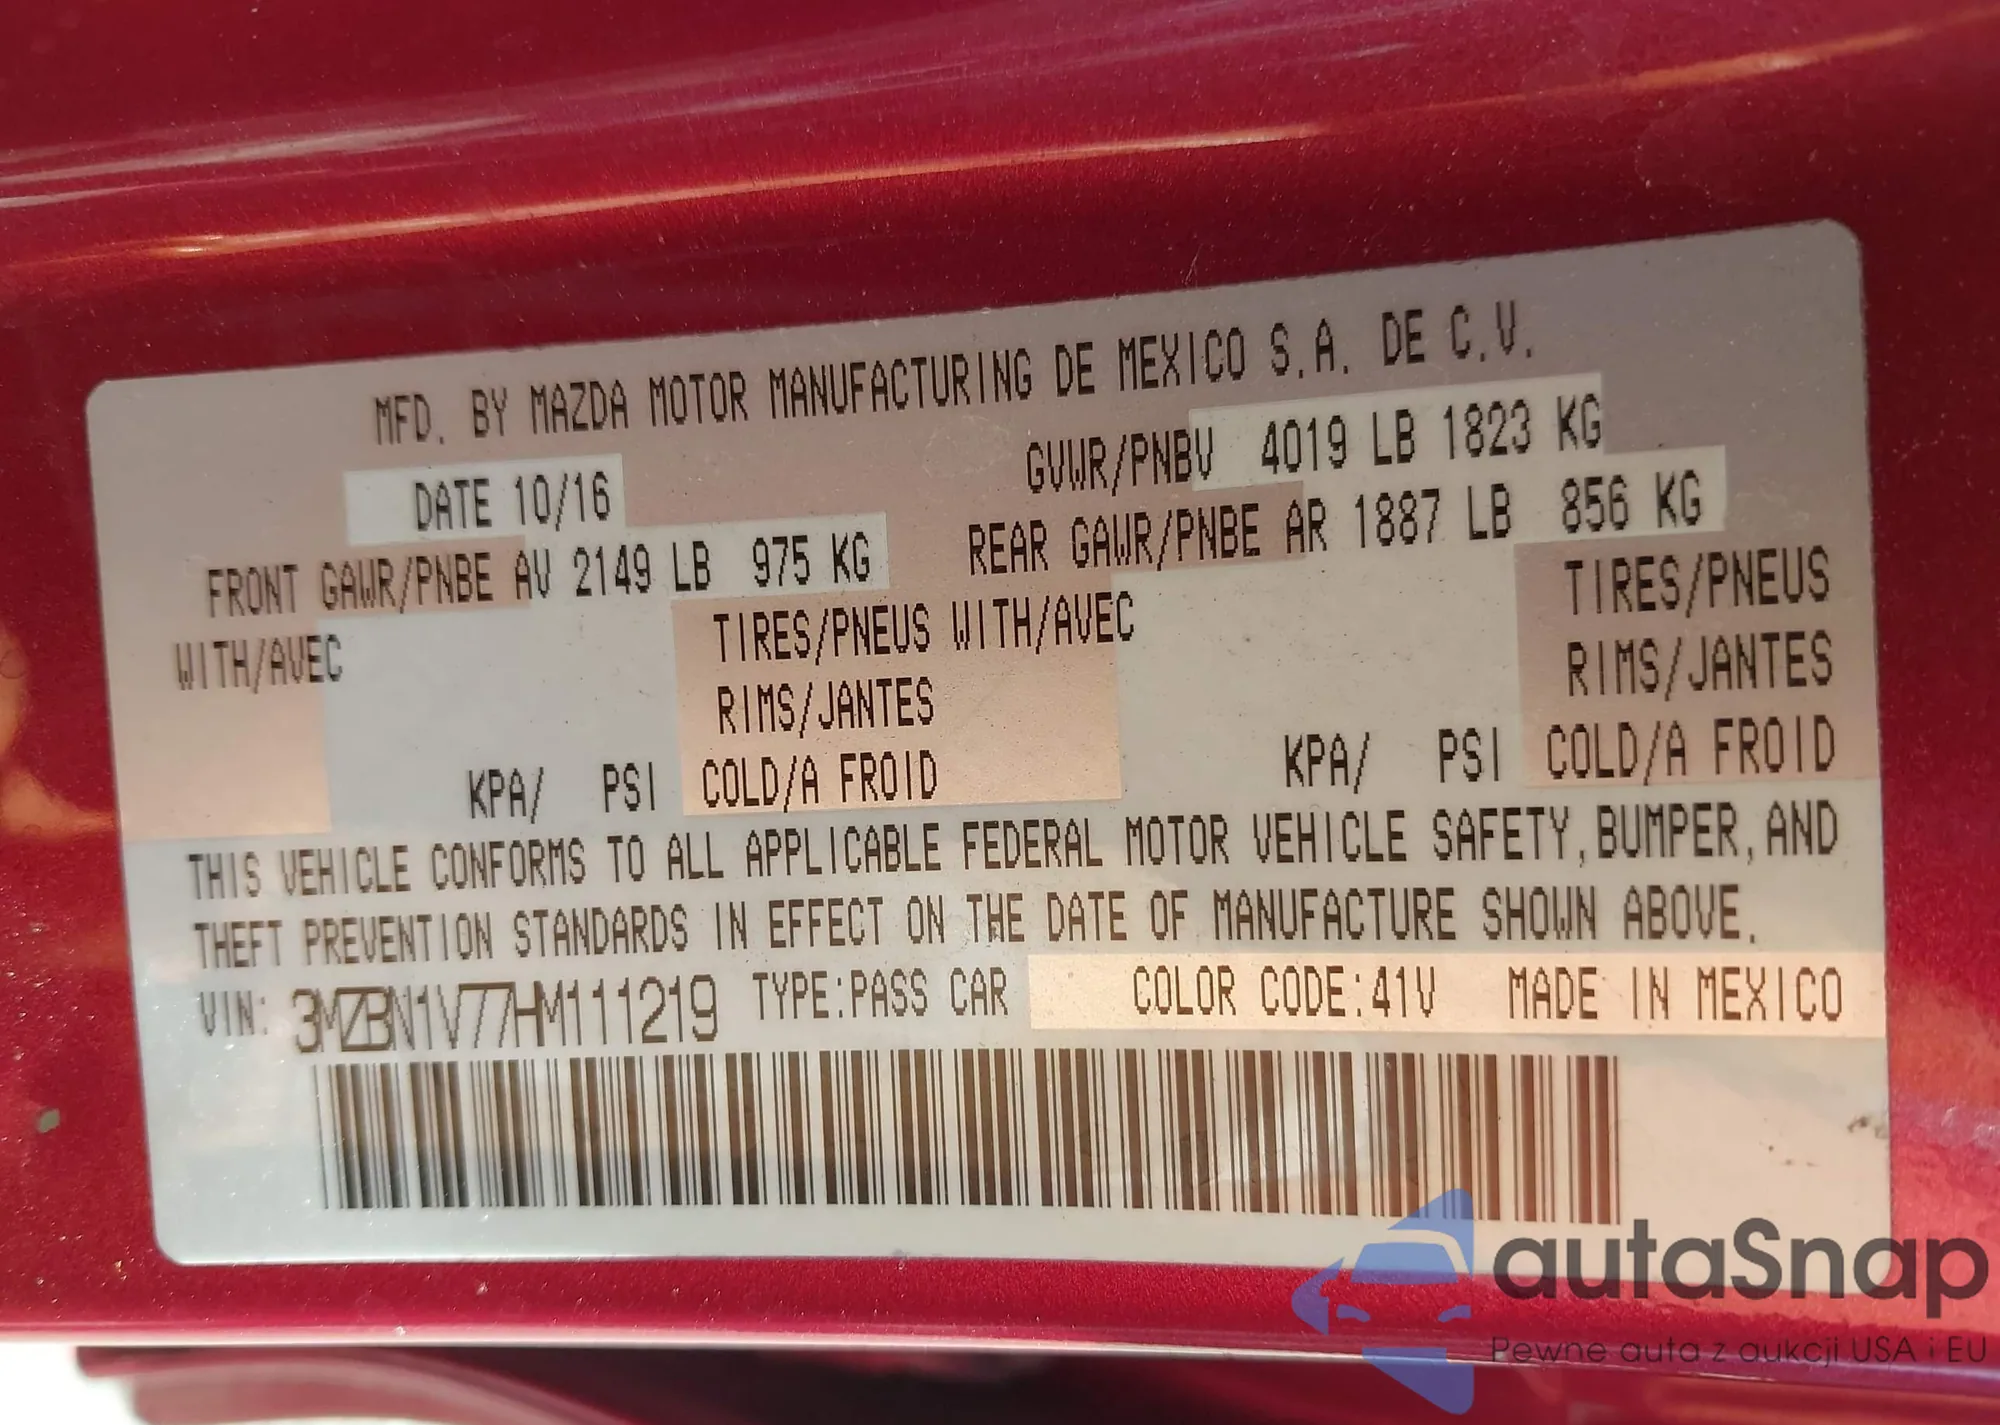 MFD. BY MAZDA MOTOR MANUFACTURING DE MEXICO S.A. DE C.V.
DATE 10/16 GVWR/PNBV 4019 LB 1823 KG
FRONT GAWR/PNBE AV 2149 LB 975 KG REAR GAWR/PNBE AR 1887 LB 856 KG
WITH/AVEC TIRES/PNEUS WITH/AVEC TIRES/PNEUS
RIMS/JANTES RIMS/JANTES
KPA/ PSI COLD/A FROID KPA/ PSI COLD/A FROID
THIS VEHICLE CONFORMS TO ALL APPLICABLE FEDERAL MOTOR VEHICLE SAFETY, BUMPER, AND
THEFT PREVENTION STANDARDS IN EFFECT ON THE DATE OF MANUFACTURE SHOWN ABOVE.
VIN: 3MZBN1V77HM111219 TYPE:PASS CAR COLOR CODE:41V MADE IN MEXICO
autaSnap
Pewne auta z aukcji USA i EU